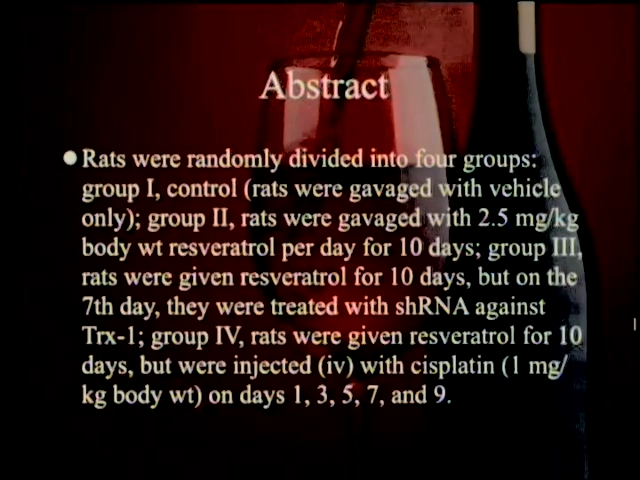 Abstract
● Rats were randomly divided into four groups:
group I, control (rats were gavaged with vehicle
only); group II, rats were gavaged with 2.5 mg/kg
body wt resveratrol per day for 10 days; group III,
rats were given resveratrol for 10 days, but on the
7th day, they were treated with shRNA against
Trx-1; group IV, rats were given resveratrol for 10
days, but were injected (iv) with cisplatin (1 mg/
kg body wt) on days 1, 3, 5, 7, and 9.